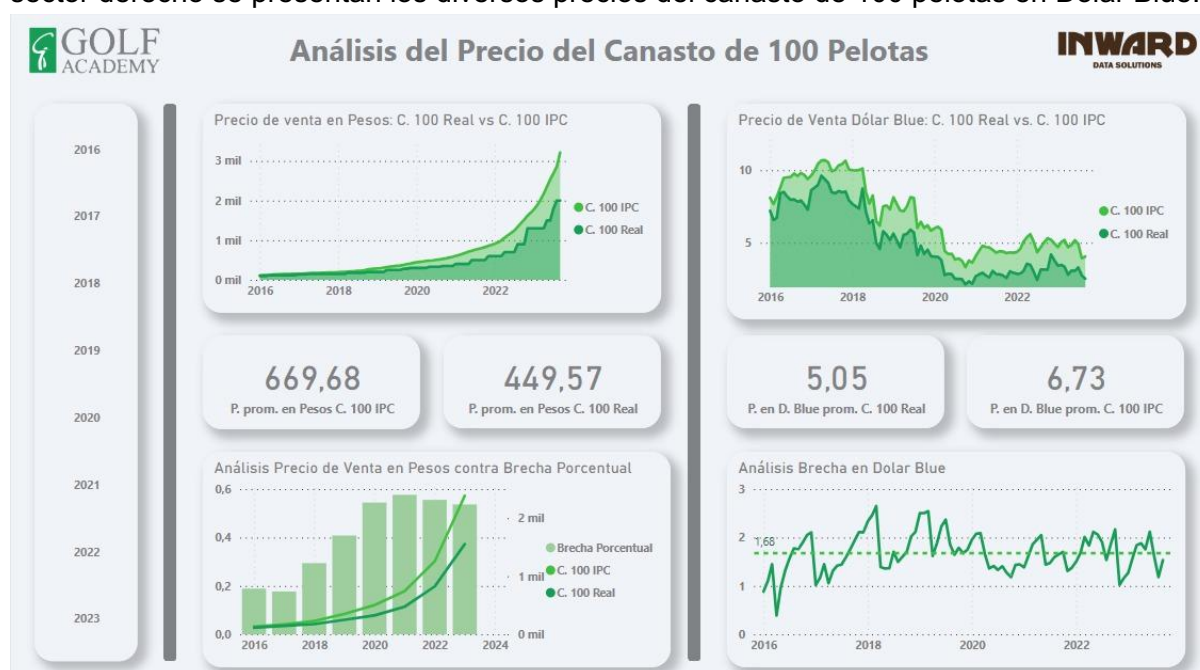 sector derecho se presentan los diversos precios del canasto de 100 pelotas en Dólar Blue.
GOLF
ACADEMY
Análisis del Precio del Canasto de 100 Pelotas
INWARD
DATA SOLUTIONS
2016
2017
2018
2019
2020
2021
2022
2023
Precio de venta en Pesos: C. 100 Real vs C. 100 IPC
3 mil
2 mil
1 mil
0 mil
2016 2018 2020 2022
C. 100 IPC
C. 100 Real
Precio de Venta Dólar Blue: C. 100 Real vs. C. 100 IPC
10
5
2016 2018 2020 2022
C. 100 IPC
C. 100 Real
669,68
P. prom. en Pesos C. 100 IPC
449,57
P. prom. en Pesos C. 100 Real
5,05
P. en D. Blue prom. C. 100 Real
6,73
P. en D. Blue prom. C. 100 IPC
Análisis Precio de Venta en Pesos contra Brecha Porcentual
0,6
0,4
0,2
0,0
2 mil
1 mil
0 mil
2016 2018 2020 2022 2024
Brecha Porcentual
C. 100 IPC
C. 100 Real
Análisis Brecha en Dolar Blue
3
2
1
0
1,68
2016 2018 2020 2022